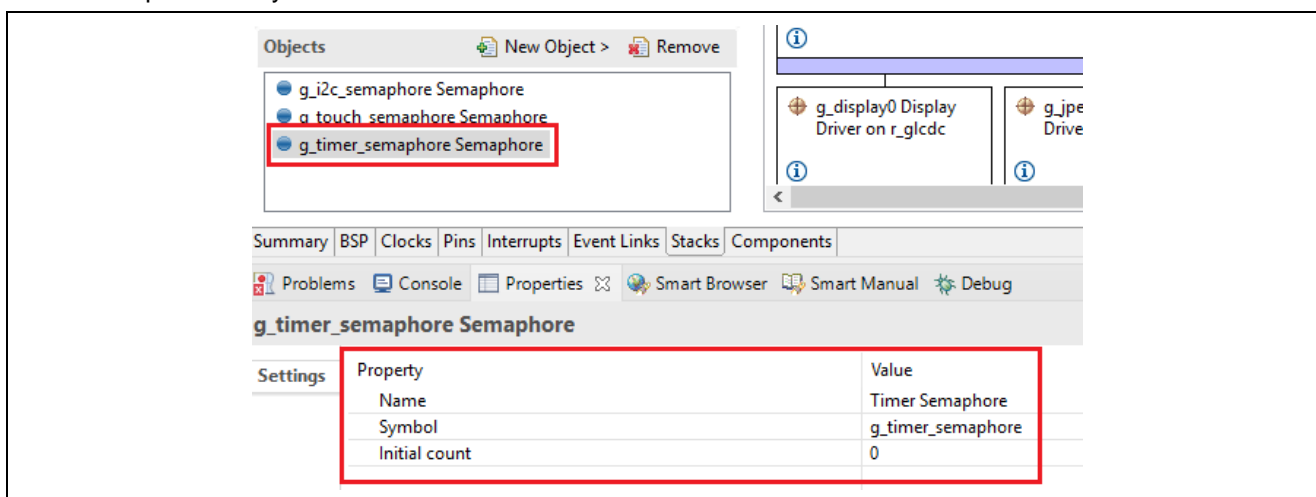 Objects New Object > Remove
g_i2c_semaphore Semaphore
g_touch_semaphore Semaphore
g_timer_semaphore Semaphore
g_display0 Display
Driver on r_glcdc
g_jpe
Drive
Summary BSP Clocks Pins Interrupts Event Links Stacks Components
Problems Console Properties Smart Browser Smart Manual Debug
g_timer_semaphore Semaphore
Settings Property Value
Name Timer Semaphore
Symbol g_timer_semaphore
Initial count 0